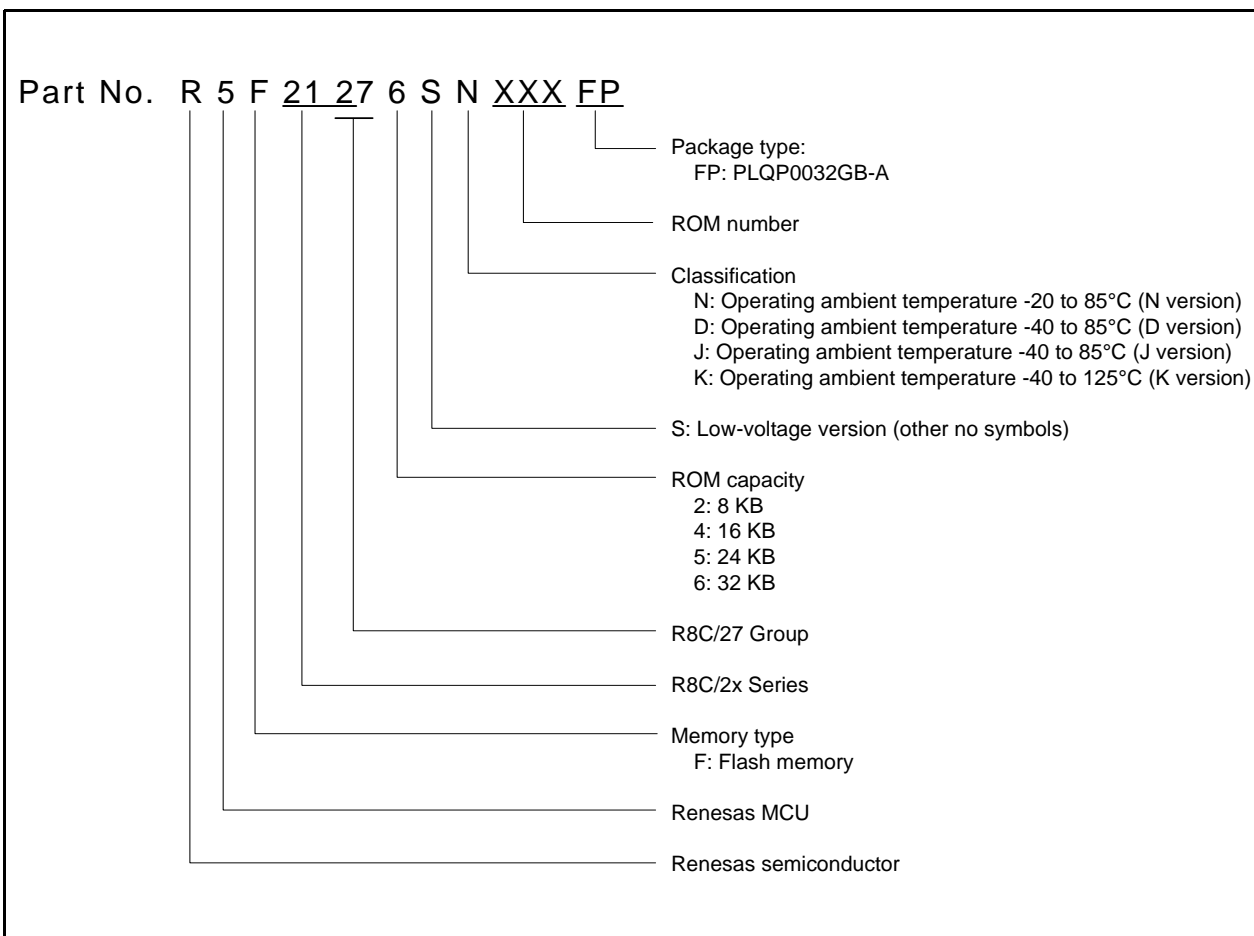 Part No. R 5 F 21 27 6 S N XXX FP
Package type:
FP: PLQP0032GB-A
ROM number
Classification
N: Operating ambient temperature -20 to 85°C (N version)
D: Operating ambient temperature -40 to 85°C (D version)
J: Operating ambient temperature -40 to 85°C (J version)
K: Operating ambient temperature -40 to 125°C (K version)
S: Low-voltage version (other no symbols)
ROM capacity
2: 8 KB
4: 16 KB
5: 24 KB
6: 32 KB
R8C/27 Group
R8C/2x Series
Memory type
F: Flash memory
Renesas MCU
Renesas semiconductor